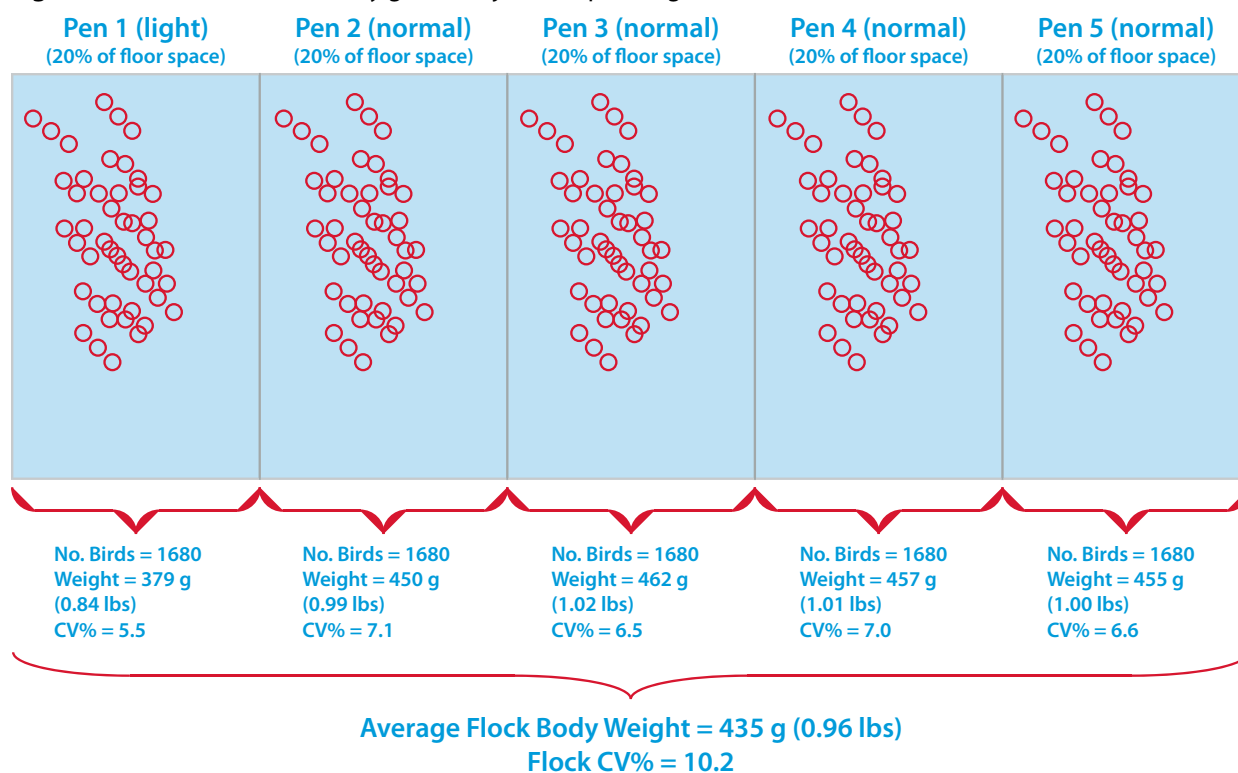 Pen 1 (light)
(20% of floor space)
Pen 2 (normal)
(20% of floor space)
Pen 3 (normal)
(20% of floor space)
Pen 4 (normal)
(20% of floor space)
Pen 5 (normal)
(20% of floor space)
No. Birds = 1680
Weight = 379 g
(0.84 lbs)
CV% = 5.5
No. Birds = 1680
Weight = 450 g
(0.99 lbs)
CV% = 7.1
No. Birds = 1680
Weight = 462 g
(1.02 lbs)
CV% = 6.5
No. Birds = 1680
Weight = 457 g
(1.01 lbs)
CV% = 7.0
No. Birds = 1680
Weight = 455 g
(1.00 lbs)
CV% = 6.6
Average Flock Body Weight = 435 g (0.96 lbs)
Flock CV% = 10.2